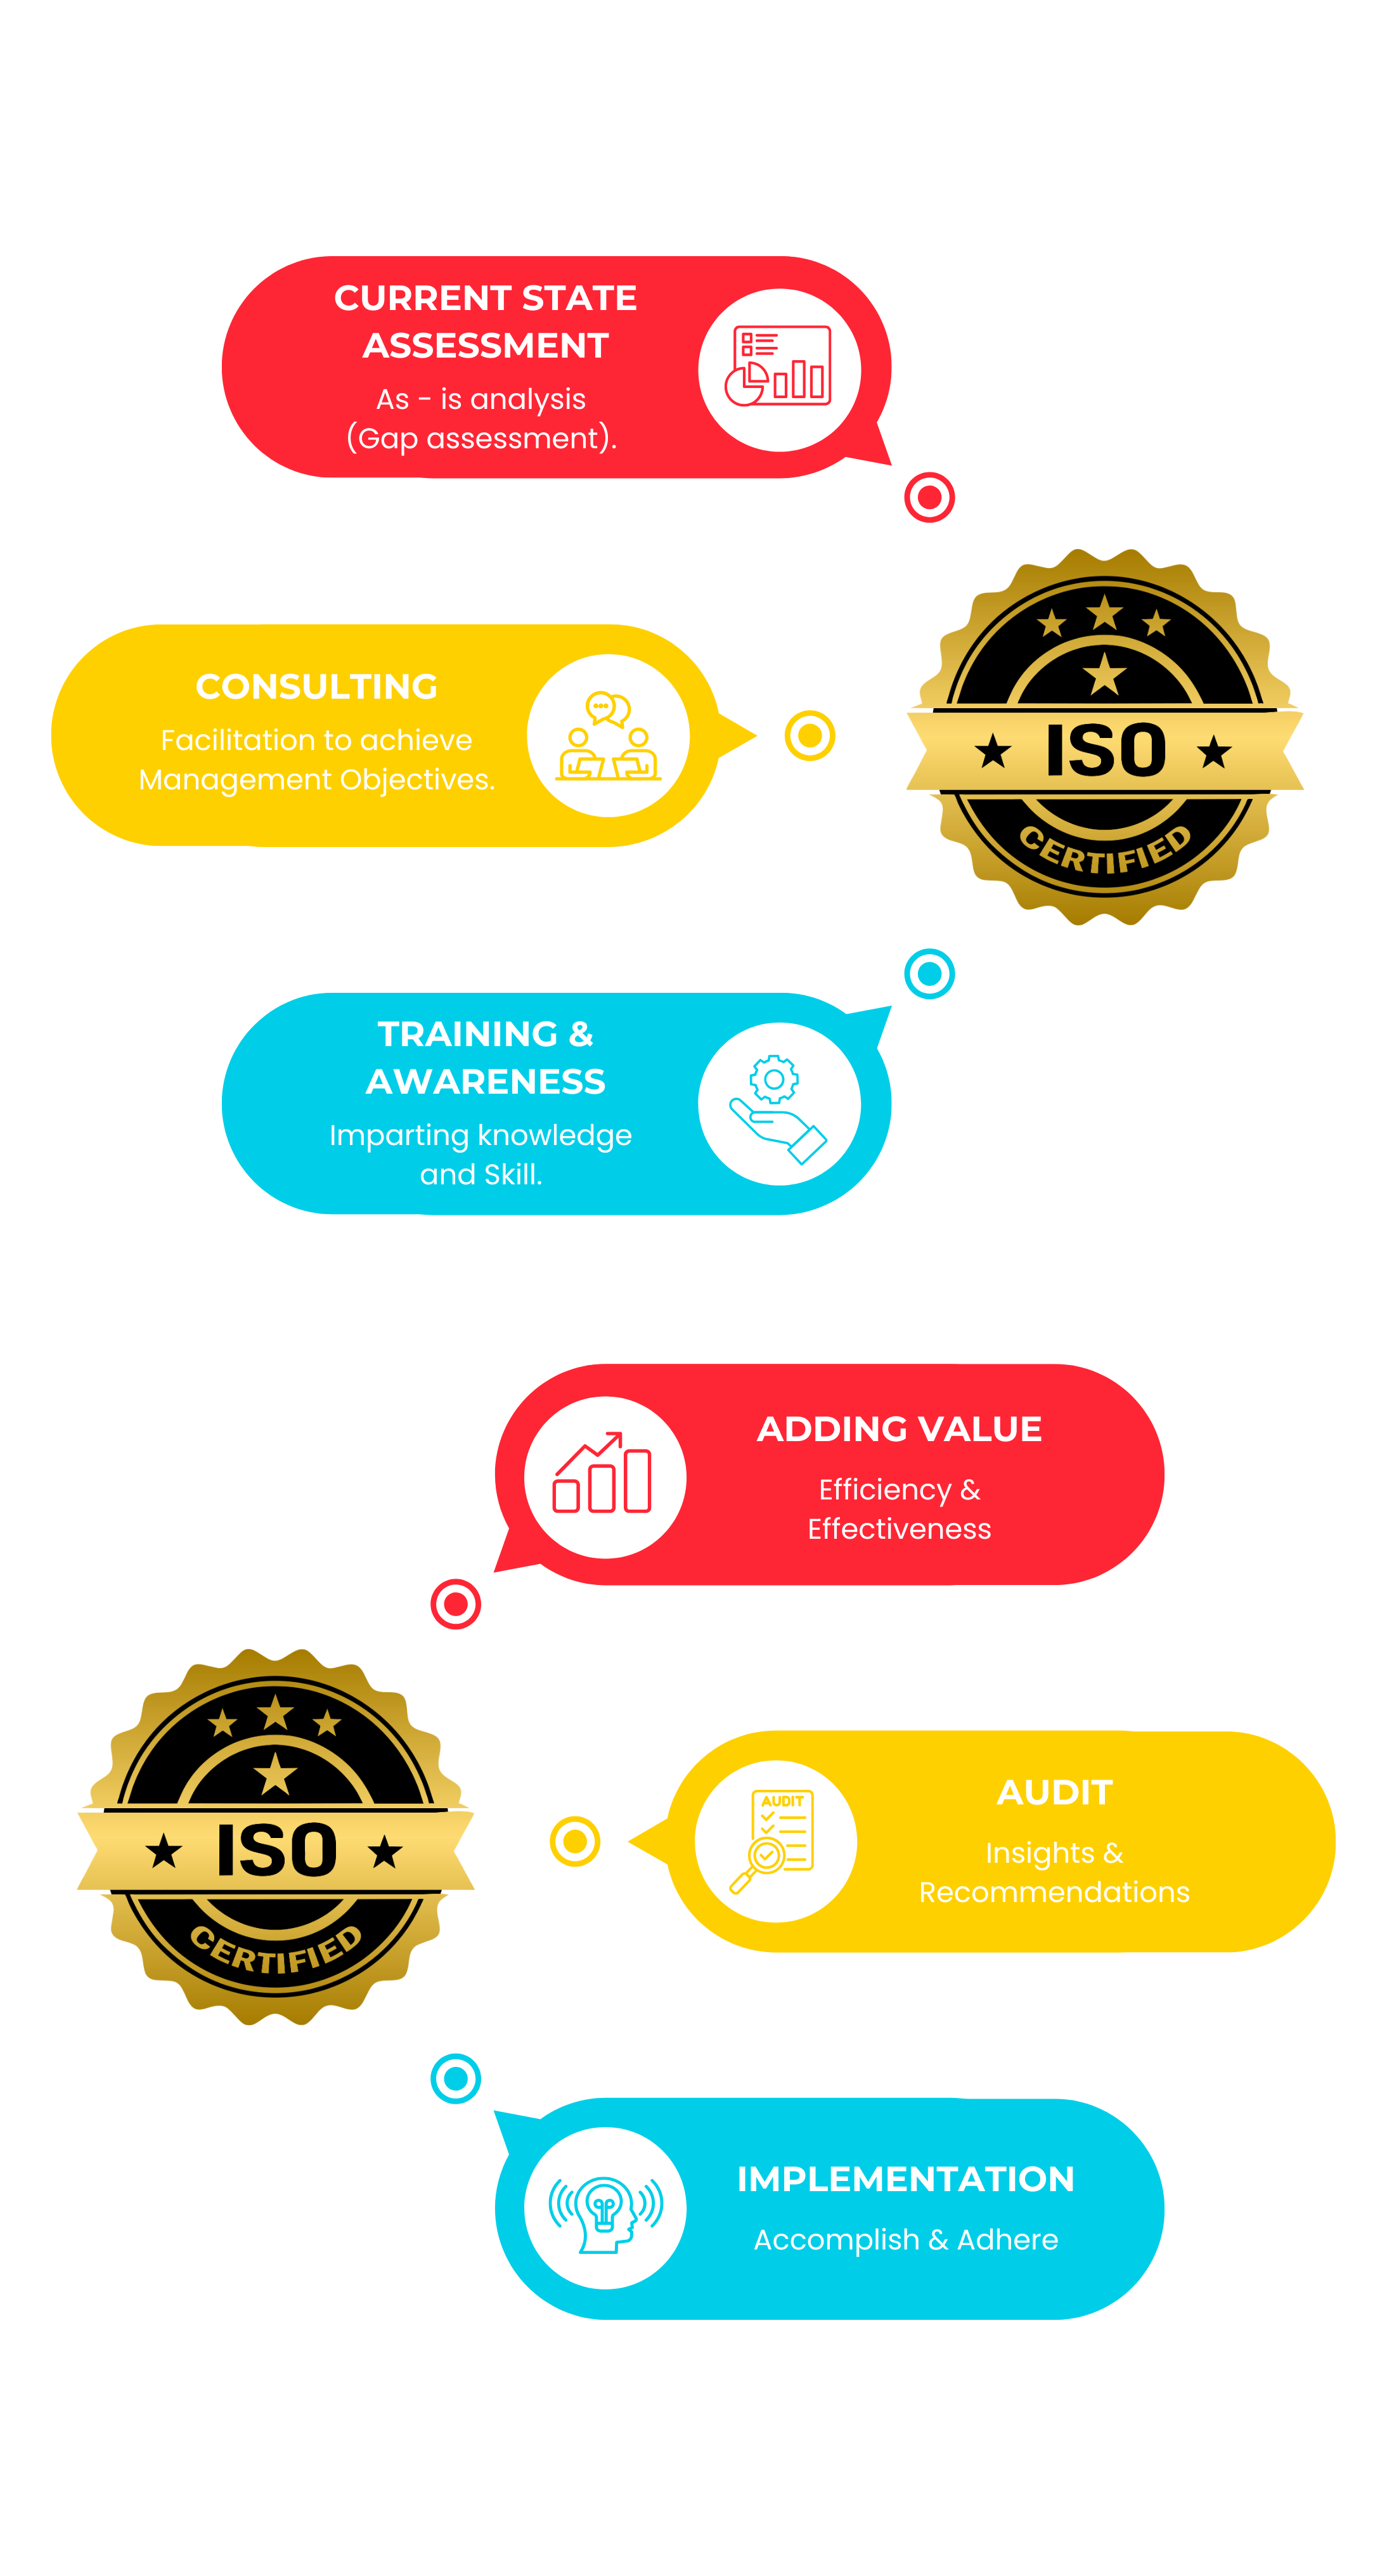 CURRENT STATE
ASSESSMENT
As - is analysis
(Gap assessment).
CONSULTING
Facilitation to achieve
Management Objectives.
ISO
CERTIFIED
TRAINING &
AWARENESS
Imparting knowledge
and Skill.
ADDING VALUE
Efficiency &
Effectiveness
ISO
CERTIFIED
AUDIT
AUDIT
Insights &
Recommendations
IMPLEMENTATION
Accomplish & Adhere